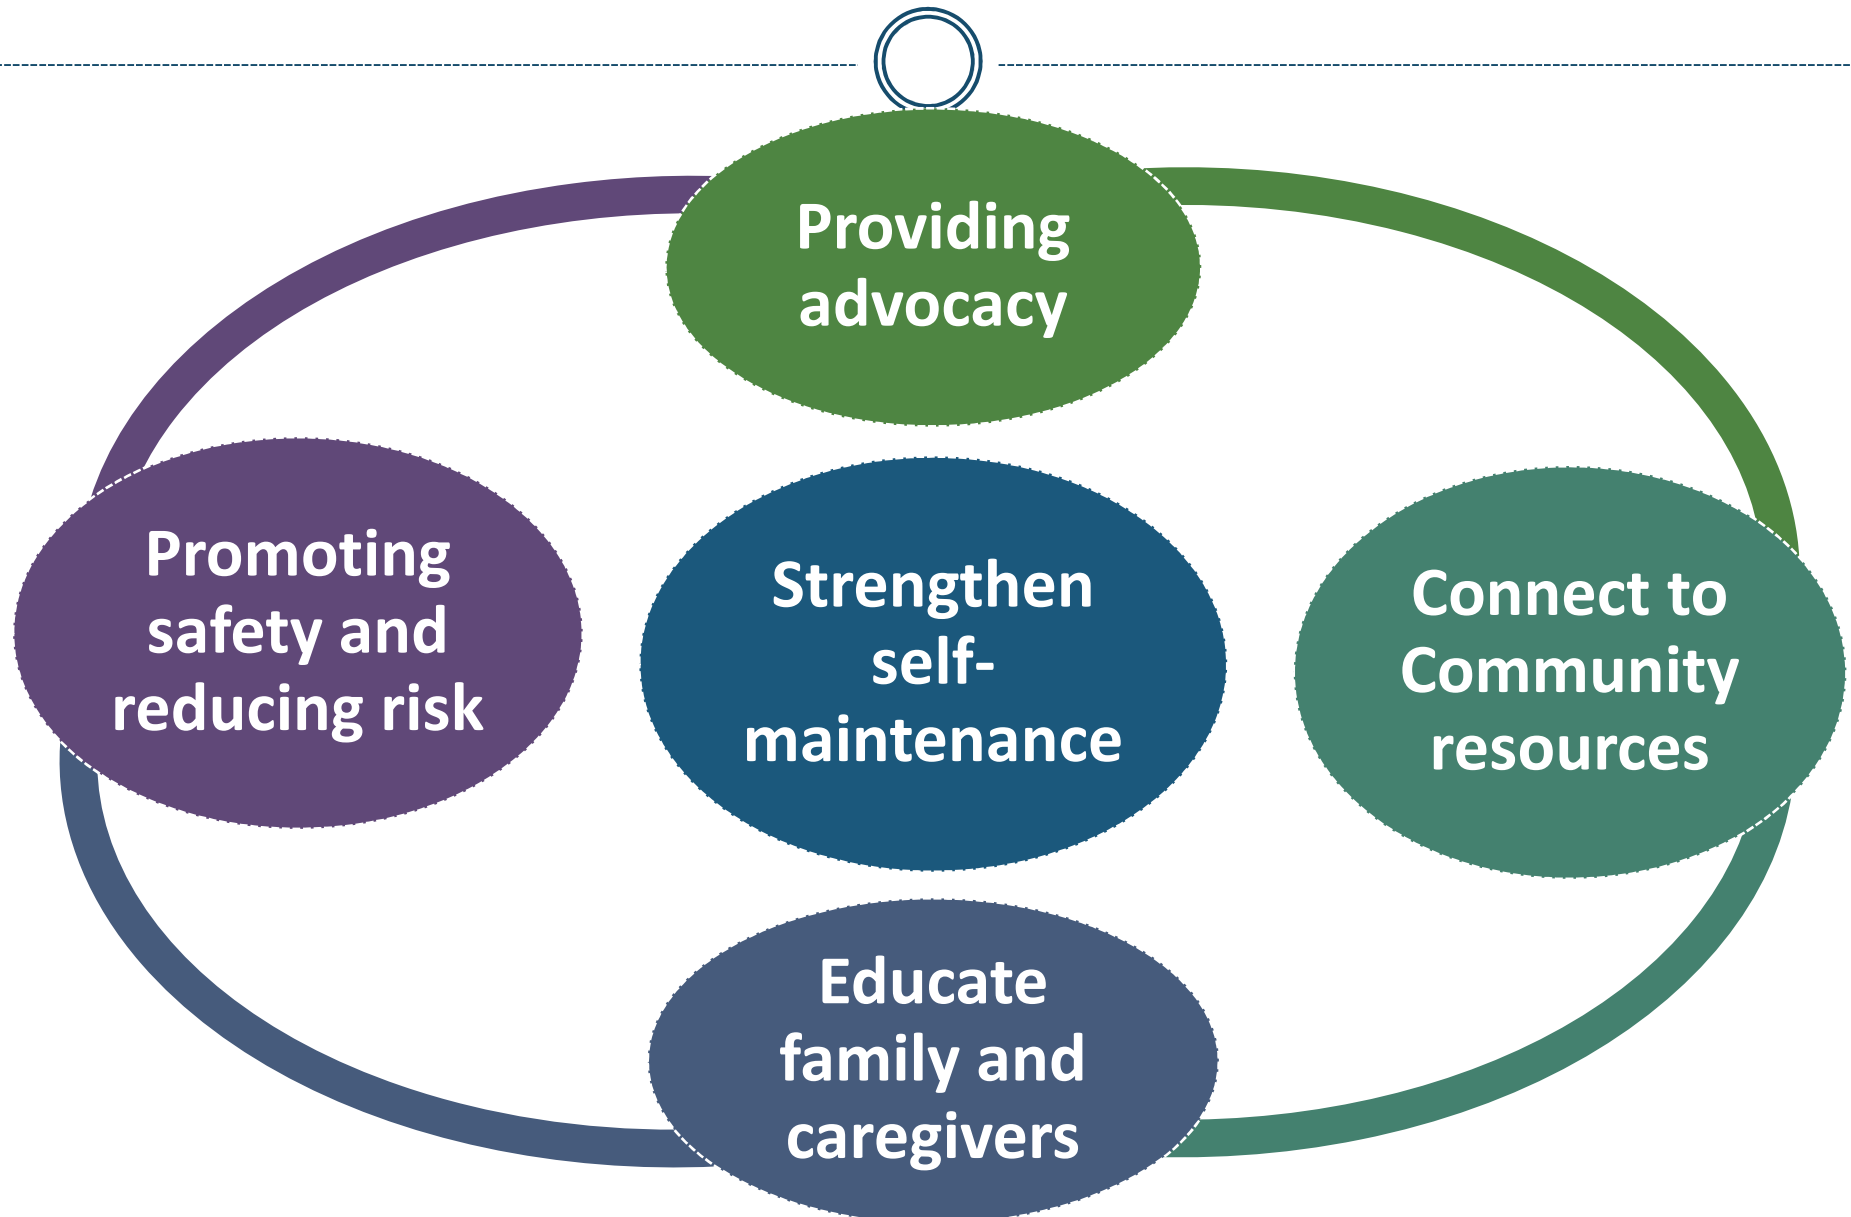 Providing
advocacy
Promoting
safety and
reducing risk
Strengthen
self-
maintenance
Connect to
Community
resources
Educate
family and
caregivers